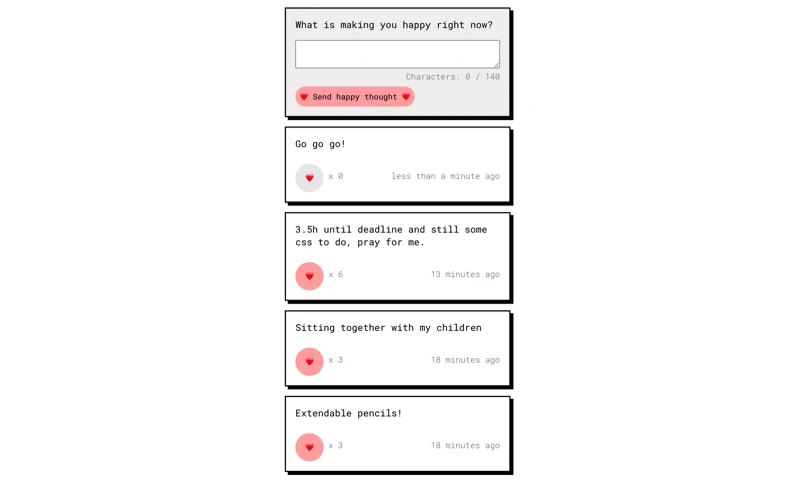 What is making you happy right now?
Characters: 0 / 140
Send happy thought
Go go go!
x 0 less than a minute ago
3.5h until deadline and still some
css to do, pray for me.
x 6 13 minutes ago
Sitting together with my children
x 3 18 minutes ago
Extendable pencils!
x 3 18 minutes ago